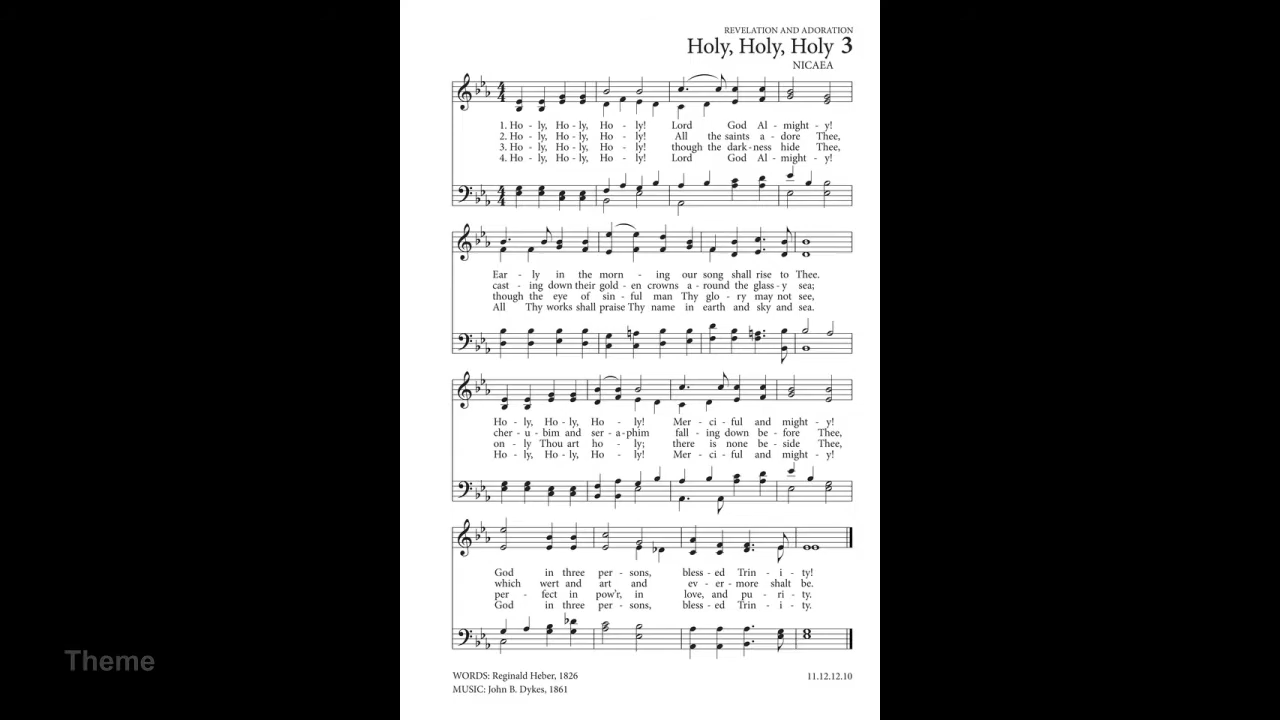 REVELATION AND ADORATION
Holy, Holy, Holy 3
NICAEA
1. Ho - ly, Ho - ly, Ho - ly! Lord God Al - might - y!
2. Ho - ly, Ho - ly, Ho - ly! All the saints a - dore Thee,
3. Ho - ly, Ho - ly, Ho - ly! though the dark - ness hide Thee,
4. Ho - ly, Ho - ly, Ho - ly! Lord God Al - might - y!
Ear - ly in the morn - ing our song shall rise to Thee.
cast - ing down their gold - en crowns a - round the glass - y sea;
though the eye of sin - ful man Thy glo - ry may not see,
All Thy works shall praise Thy name in earth and sky and sea.
Ho - ly, Ho - ly, Ho - ly! Mer - ci - ful and might - y!
cher - u - bim and ser - a - phim fall - ing down be - fore Thee,
on - ly Thou art ho - ly; there is none be - side Thee,
Ho - ly, Ho - ly, Ho - ly! Mer - ci - ful and might - y!
God in three per - sons, bless - ed Trin - i - ty!
which wert and art and ev - er - more shalt be.
per - fect in pow'r, in love, and pu - ri - ty.
God in three per - sons, bless - ed Trin - i - ty.
Theme
WORDS: Reginald Heber, 1826 11.12.12.10
MUSIC: John B. Dykes, 1861